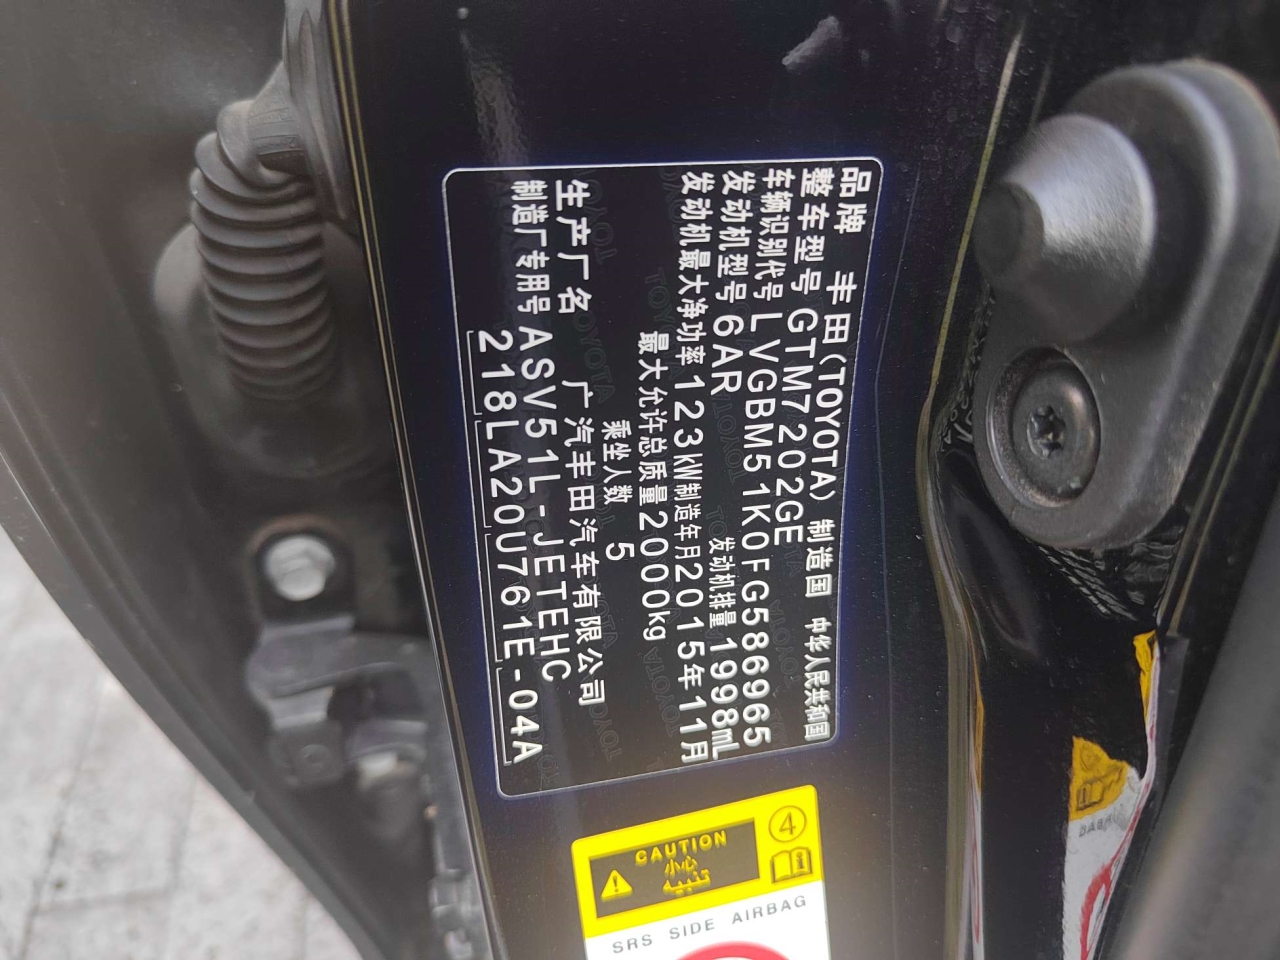 品牌 丰田(TOYOTA) 制造国 中华人民共和国
整车型号 GTM7202GE
车辆识别代号 LVGBM51K0FG586965
发动机型号 6AR 发动机排量 1998mL
发动机最大净功率 123kW 制造年月 2015年11月
最大允许总质量 2000kg
乘坐人数 5
生产厂名 广汽丰田汽车有限公司
制造厂专用号 ASV51L-JETEHC
218LA20U761E-04A
④
CAUTION
小心
تنبيه
SRS SIDE AIRBAG